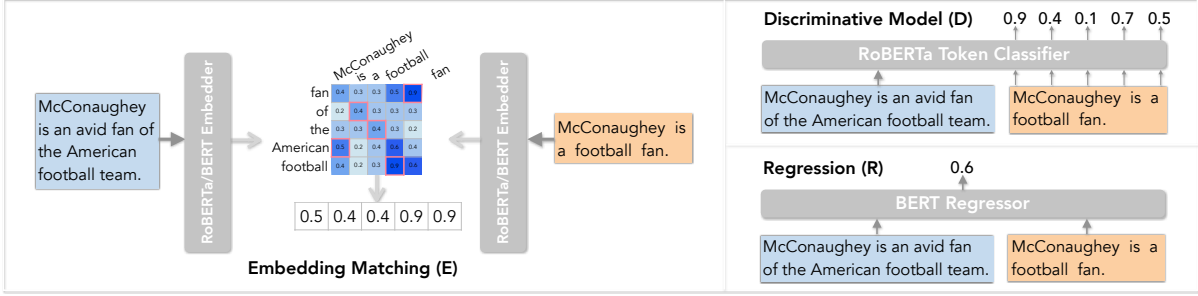 McConaughey
is an avid fan of
the American
football team.
RoBERTa/BERT Embedder
McConaughey
is
a
football
fan
fan 0.4 0.3 0.3 0.5 0.9
of 0.2 0.4 0.3 0.3 0.3
the 0.3 0.3 0.4 0.3 0.2
American 0.5 0.2 0.4 0.6 0.4
football 0.4 0.2 0.3 0.9 0.6
0.5 0.4 0.4 0.9 0.9
RoBERTa/BERT Embedder
McConaughey is
a football fan.
Embedding Matching (E)
Discriminative Model (D) 0.9 0.4 0.1 0.7 0.5
RoBERTa Token Classifier
McConaughey is an avid fan
of the American football team.
McConaughey is a
football fan.
Regression (R) 0.6
BERT Regressor
McConaughey is an avid fan
of the American football team.
McConaughey is a
football fan.